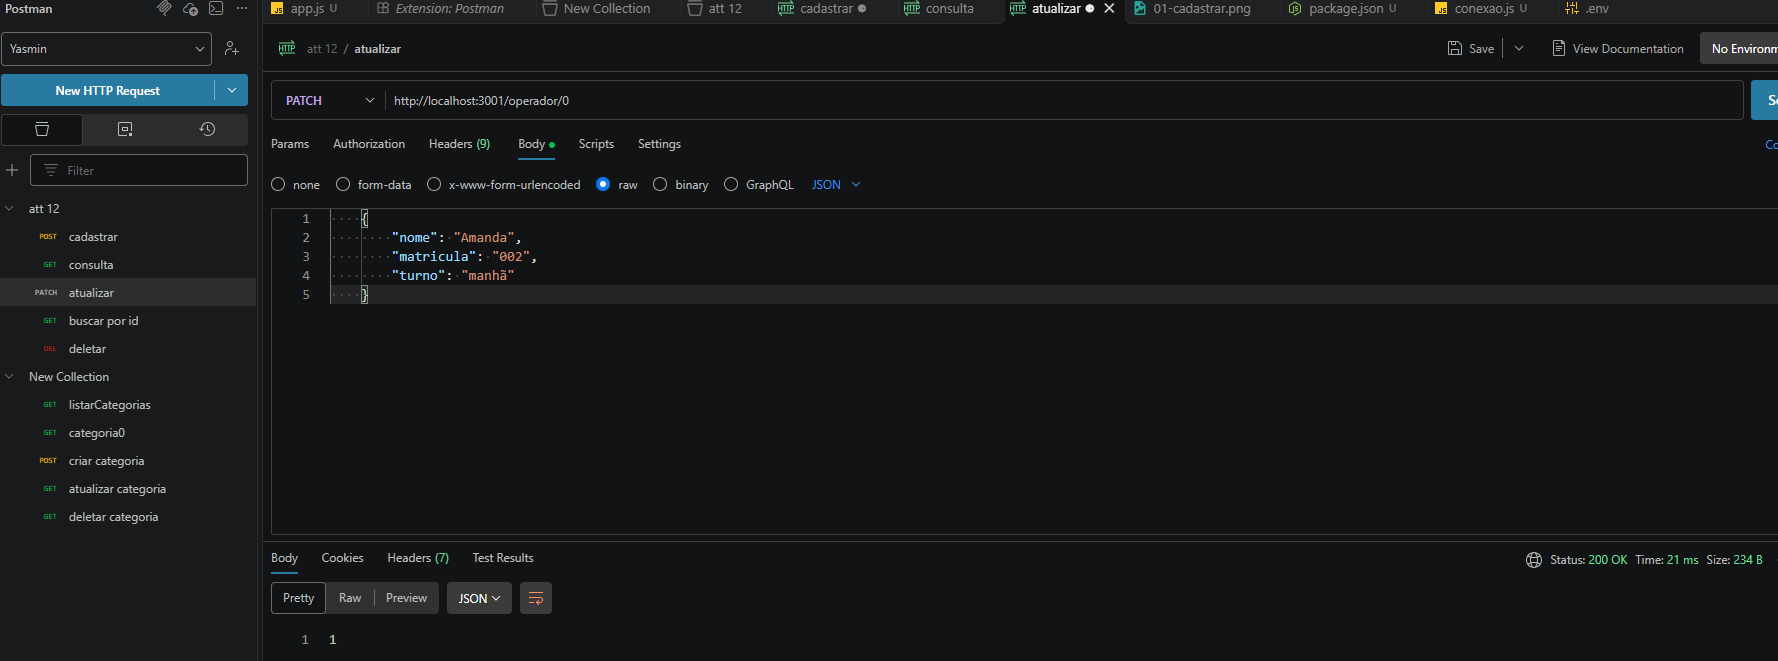 Postman
app.js U
Extension: Postman
New Collection
att 12
cadastrar
consulta
atualizar
01-cadastrar.png
package.json U
conexao.js U
.env
Yasmin
New HTTP Request
Filter
att 12
POST cadastrar
GET consulta
PATCH atualizar
GET buscar por id
DEL deletar
New Collection
GET listarCategorias
GET categoria0
POST criar categoria
GET atualizar categoria
GET deletar categoria
HTTP att 12 / atualizar
Save
View Documentation
No Environm
PATCH http://localhost:3001/operador/0
Params Authorization Headers (9) Body Scripts Settings
none form-data x-www-form-urlencoded raw binary GraphQL JSON
1 {
2 "nome": "Amanda",
3 "matricula": "002",
4 "turno": "manhã"
5 }
Body Cookies Headers (7) Test Results
Status: 200 OK Time: 21 ms Size: 234 B
Pretty Raw Preview JSON
1 1